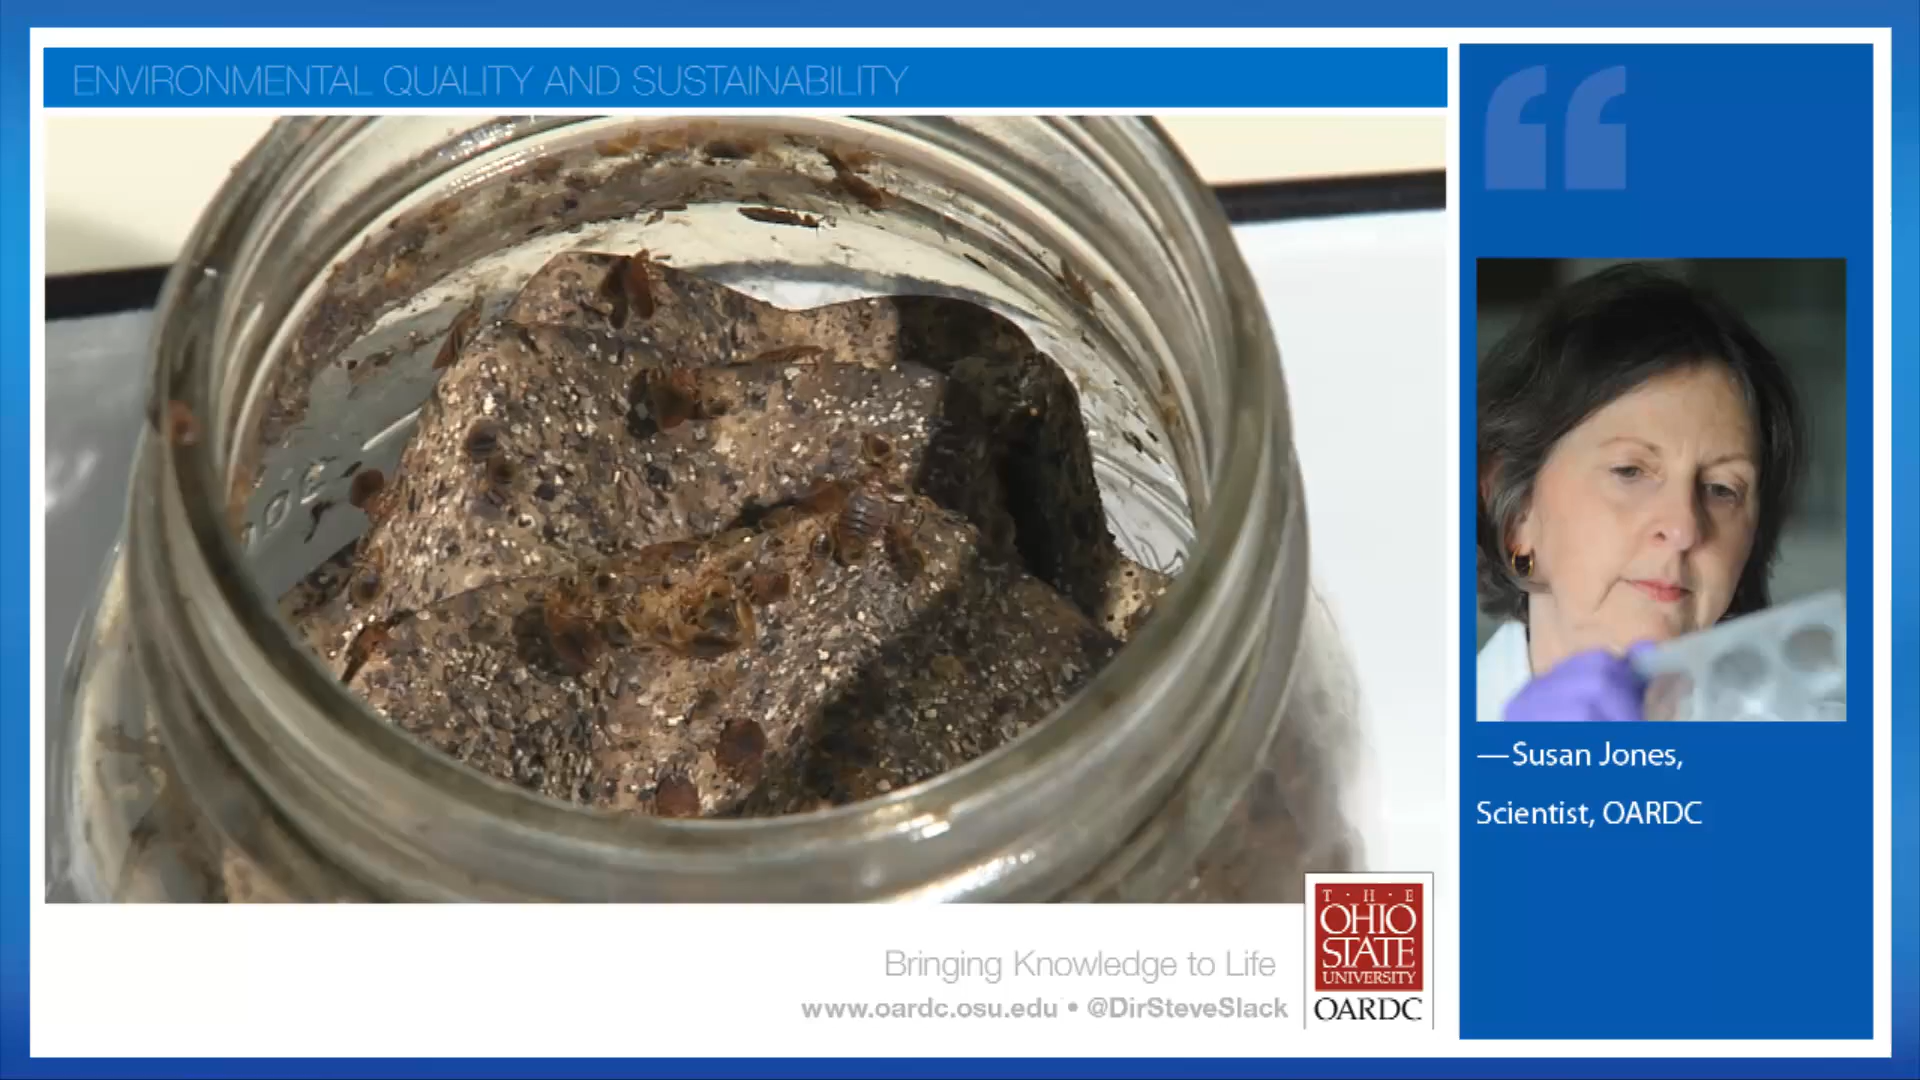 ENVIRONMENTAL QUALITY AND SUSTAINABILITY
“
—Susan Jones,
Scientist, OARDC
Bringing Knowledge to Life
www.oardc.osu.edu • @DirSteveSlack
T · H · E
OHIO
STATE
UNIVERSITY
OARDC